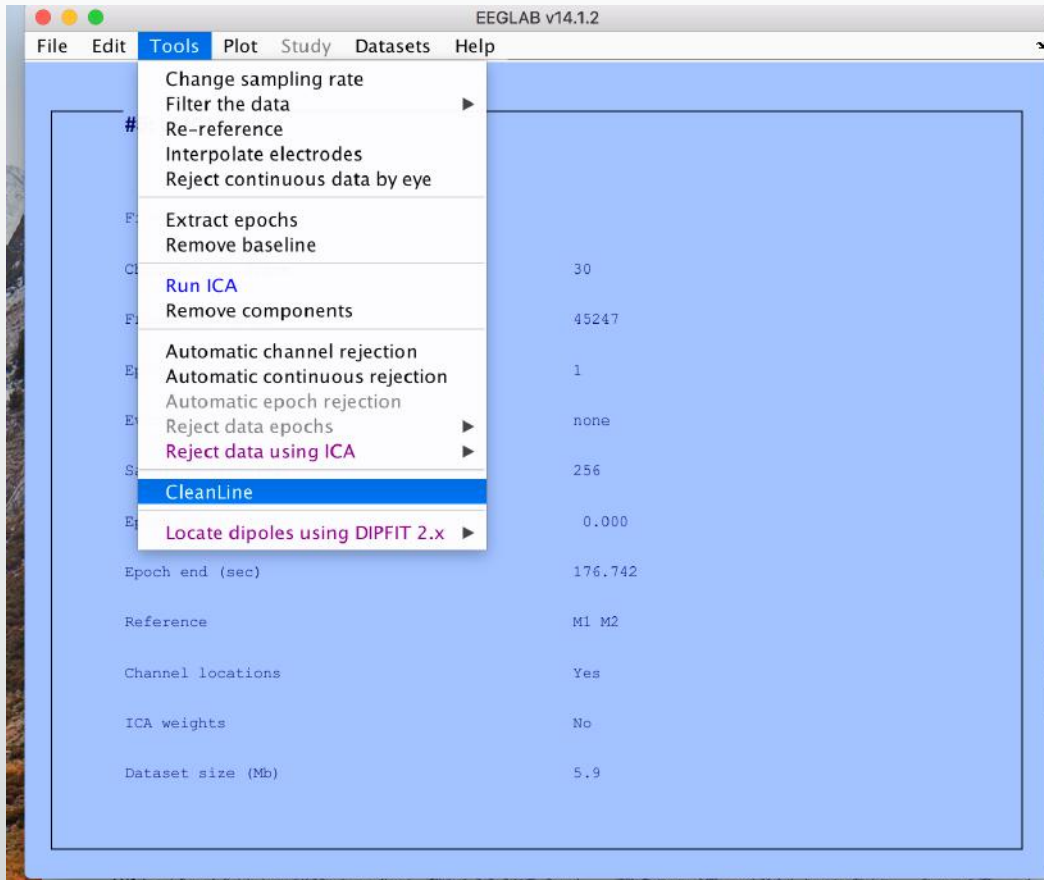 EEGLAB v14.1.2
File Edit Tools Plot Study Datasets Help
Change sampling rate
Filter the data
#
Re-reference
Interpolate electrodes
Reject continuous data by eye
Extract epochs
Remove baseline
30
Run ICA
Remove components
45247
Automatic channel rejection
Automatic continuous rejection
1
Automatic epoch rejection
Reject data epochs
none
Reject data using ICA
256
CleanLine
0.000
Locate dipoles using DIPFIT 2.x
Epoch end (sec) 176.742
Reference M1 M2
Channel locations Yes
ICA weights No
Dataset size (Mb) 5.9